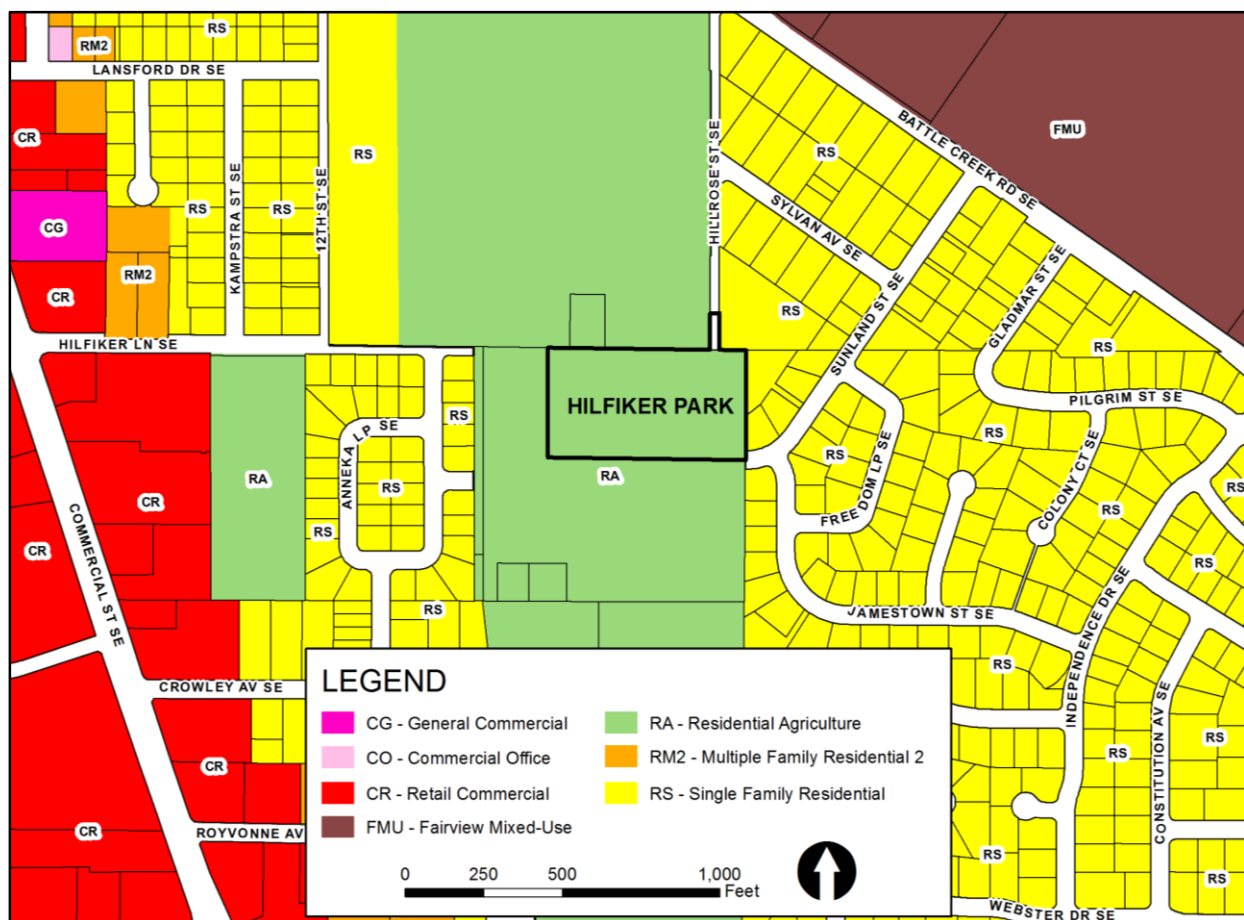 RS
RM2
LANSFORD DR SE
CR
RS
RS
RS
KAMPSTRA ST SE
12TH ST SE
HILLROSE ST SE
RS
BATTLE CREEK RD SE
FMU
SYLVAN AV SE
CG
RM2
CR
RS
SUNLAND ST SE
GLADMAR ST SE
RS
HILFIKER LN SE
HILFIKER PARK
PILGRIM ST SE
RS
RS
ANNEKA LP SE
RS
RS
RA
RA
CR
CR
COMMERCIAL ST SE
RS
FREEDOM LP SE
COLONY CT SE
RS
RS
CR
RS
RS
JAMESTOWN ST SE
INDEPENDENCE DR SE
RS
CROWLEY AV SE
RS
RS
RS
CONSTITUTION AV SE
CR
CR
ROYVONNE AV
RS
WEBSTER DR SE
LEGEND
CG - General Commercial
CO - Commercial Office
CR - Retail Commercial
FMU - Fairview Mixed-Use
RA - Residential Agriculture
RM2 - Multiple Family Residential 2
RS - Single Family Residential
0 250 500 1,000
Feet